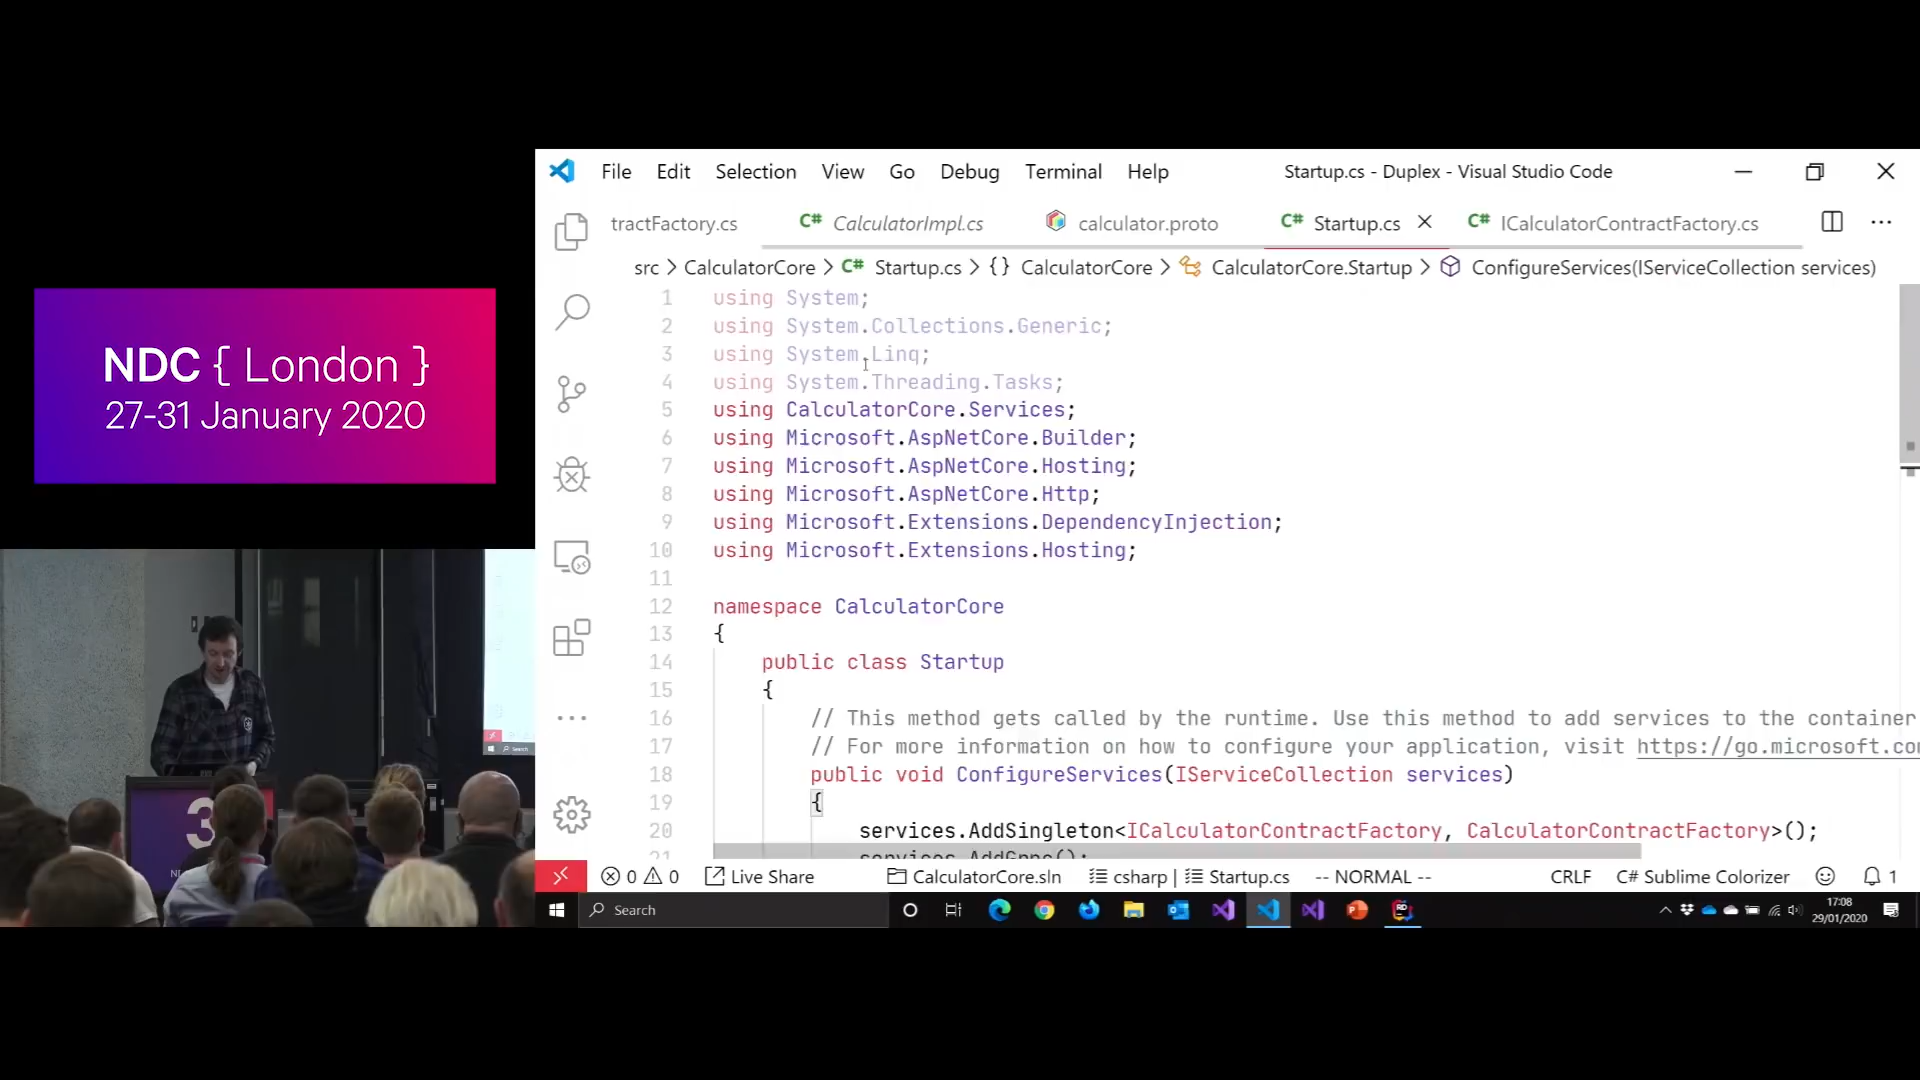 NDC { London }
27-31 January 2020
3
File Edit Selection View Go Debug Terminal Help Startup.cs - Duplex - Visual Studio Code
tractFactory.cs C# CalculatorImpl.cs calculator.proto C# Startup.cs C# ICalculatorContractFactory.cs
src > CalculatorCore > C# Startup.cs > {} CalculatorCore > CalculatorCore.Startup > ConfigureServices(IServiceCollection services)
1 using System;
2 using System.Collections.Generic;
3 using System.Linq;
4 using System.Threading.Tasks;
5 using CalculatorCore.Services;
6 using Microsoft.AspNetCore.Builder;
7 using Microsoft.AspNetCore.Hosting;
8 using Microsoft.AspNetCore.Http;
9 using Microsoft.Extensions.DependencyInjection;
10 using Microsoft.Extensions.Hosting;
11
12 namespace CalculatorCore
13 {
14 public class Startup
15 {
16 // This method gets called by the runtime. Use this method to add services to the container
17 // For more information on how to configure your application, visit https://go.microsoft.co
18 public void ConfigureServices(IServiceCollection services)
19 {
20 services.AddSingleton<ICalculatorContractFactory, CalculatorContractFactory>();
21 services.AddGrpc();
0 0 Live Share CalculatorCore.sln csharp | Startup.cs -- NORMAL -- CRLF C# Sublime Colorizer 1
Search 17:08
29/01/2020